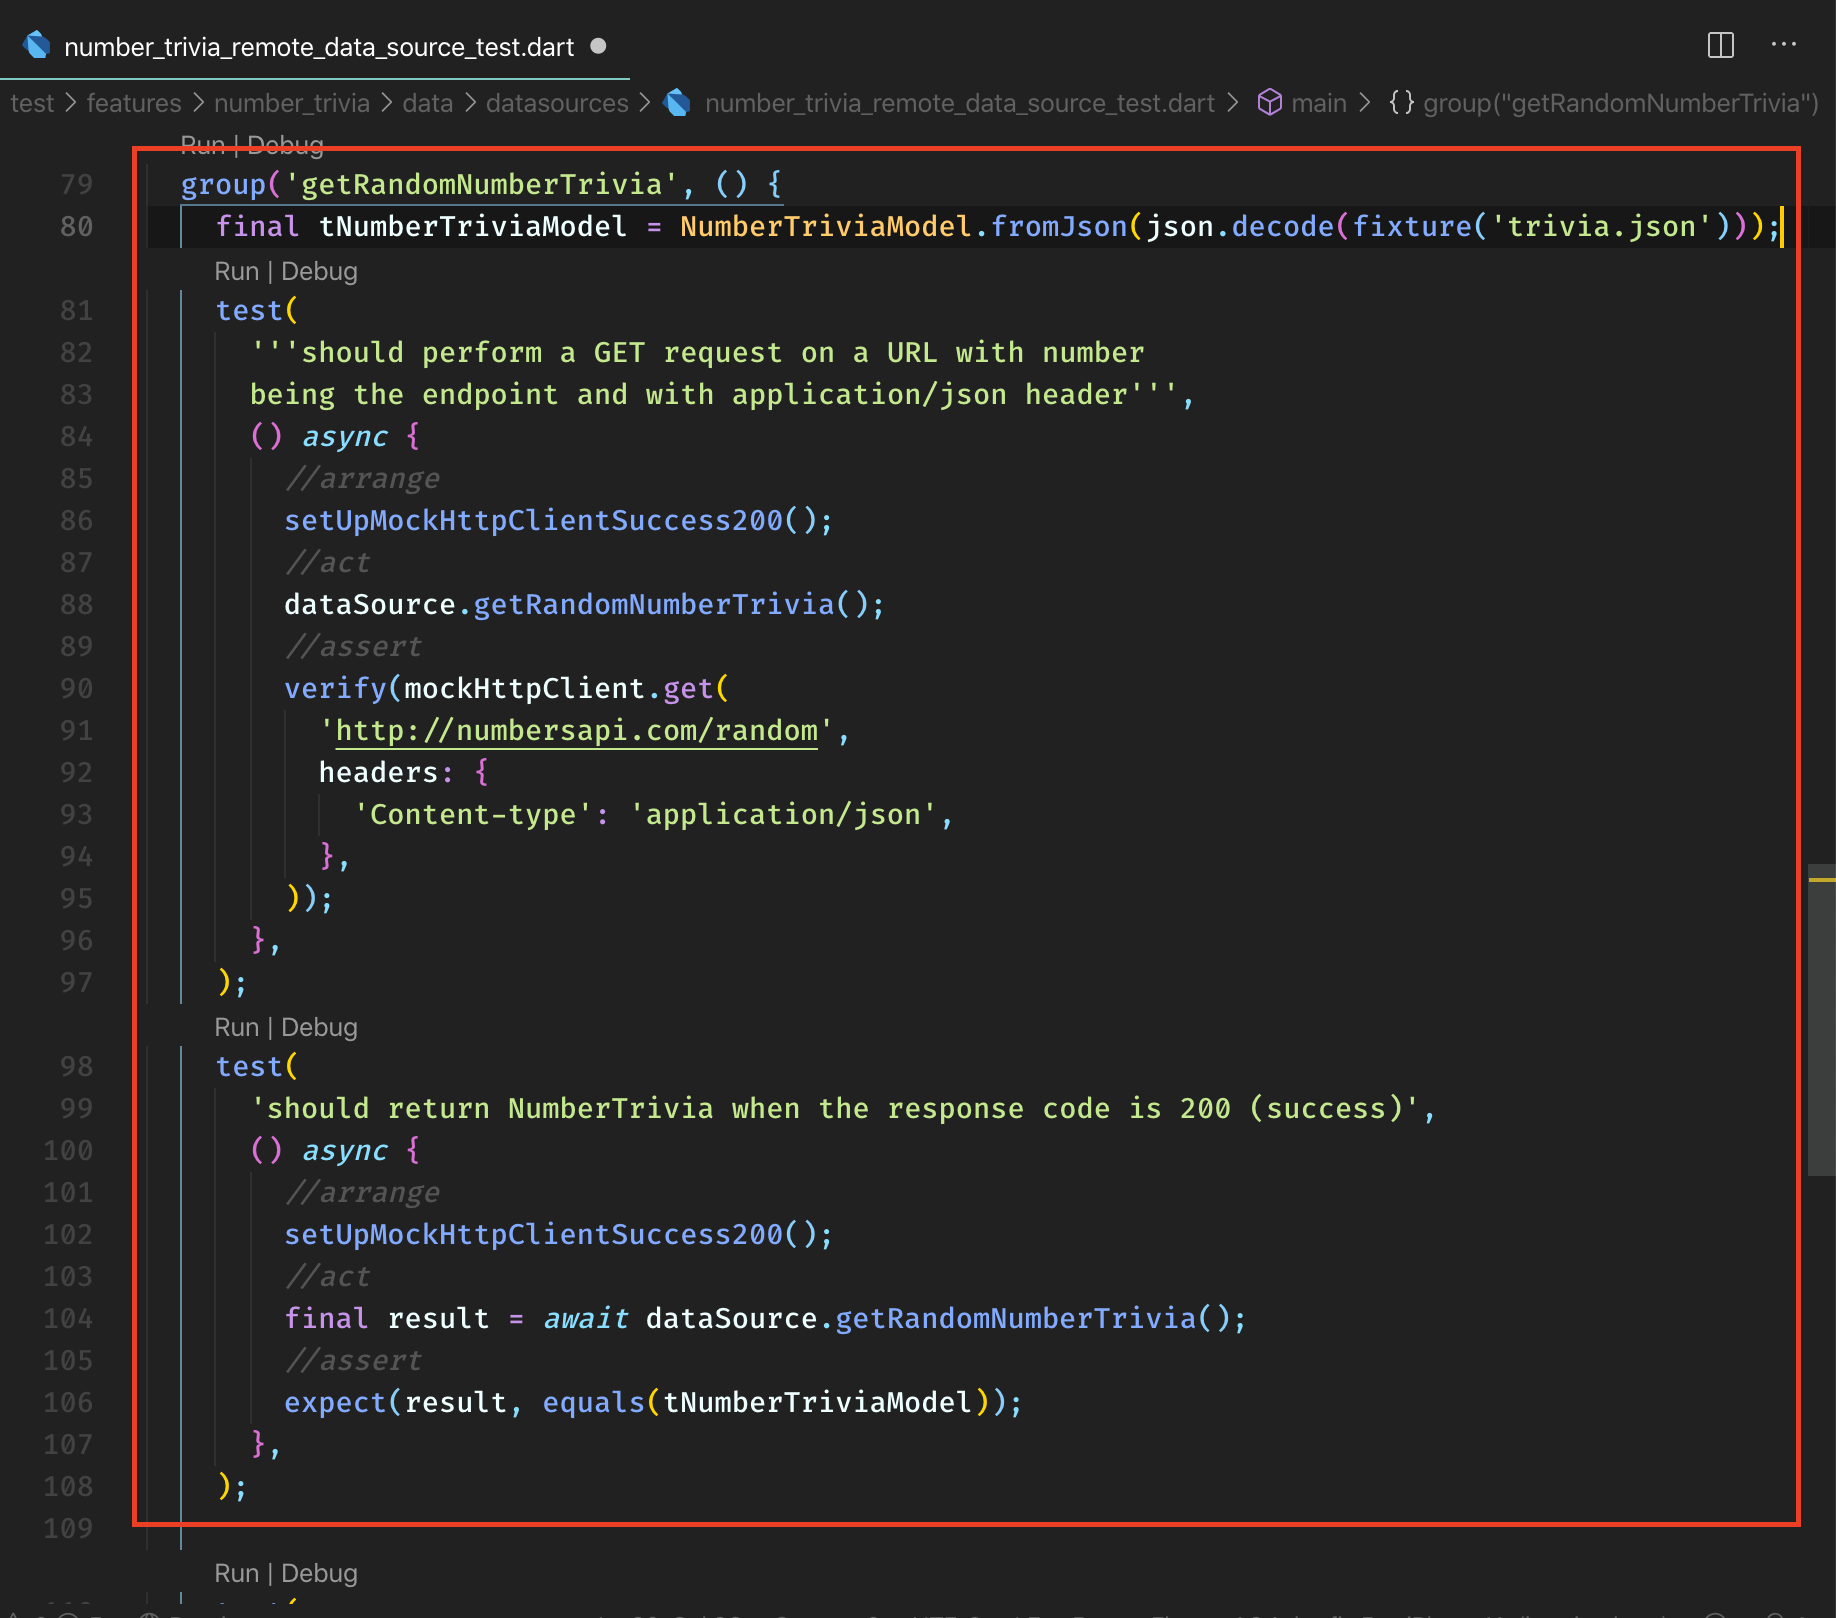 number_trivia_remote_data_source_test.dart
test > features > number_trivia > data > datasources > number_trivia_remote_data_source_test.dart > main > {} group("getRandomNumberTrivia")
Run | Debug
79 group('getRandomNumberTrivia', () {
80 final tNumberTriviaModel = NumberTriviaModel.fromJson(json.decode(fixture('trivia.json')));
Run | Debug
81 test(
82 '''should perform a GET request on a URL with number
83 being the endpoint and with application/json header''',
84 () async {
85 //arrange
86 setUpMockHttpClientSuccess200();
87 //act
88 dataSource.getRandomNumberTrivia();
89 //assert
90 verify(mockHttpClient.get(
91 'http://numbersapi.com/random',
92 headers: {
93 'Content-type': 'application/json',
94 },
95 ));
96 },
97 );
Run | Debug
98 test(
99 'should return NumberTrivia when the response code is 200 (success)',
100 () async {
101 //arrange
102 setUpMockHttpClientSuccess200();
103 //act
104 final result = await dataSource.getRandomNumberTrivia();
105 //assert
106 expect(result, equals(tNumberTriviaModel));
107 },
108 );
109
Run | Debug